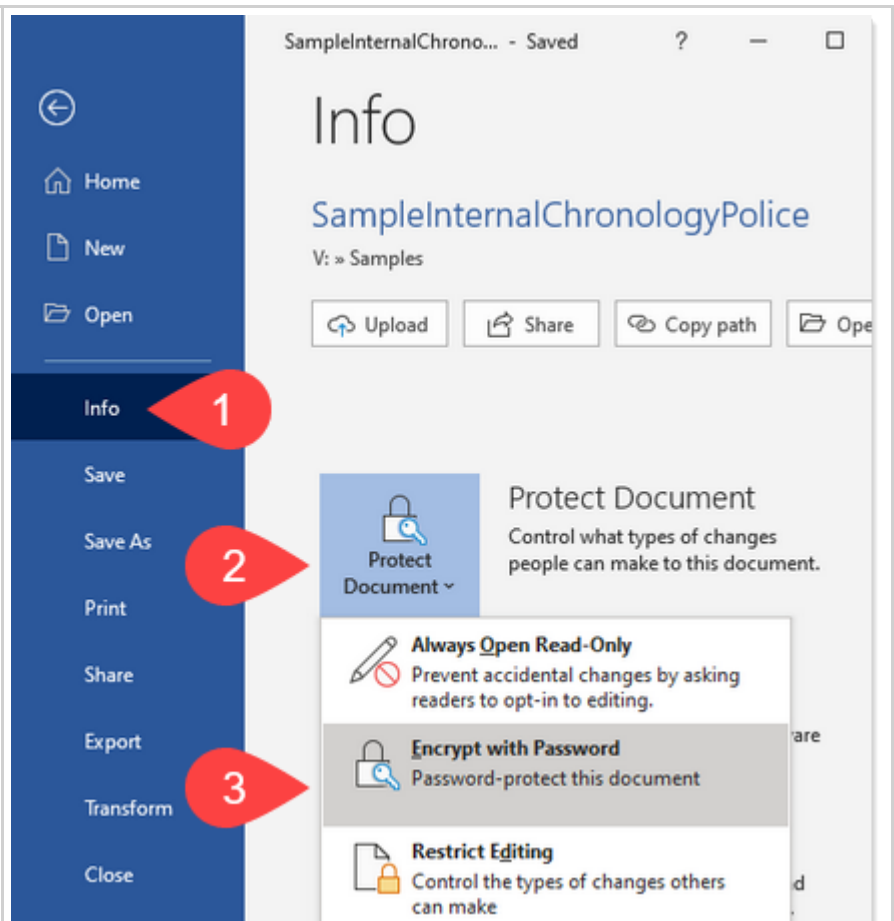 SampleInternalChrono... - Saved ? — □
Info
Home
SampleInternalChronologyPolice
New
V: » Samples
Open
Upload
Share
Copy path
Ope
Info
1
Save
Protect Document
Save As
2
Protect
Document
Control what types of changes
people can make to this document.
Print
Always Open Read-Only
Prevent accidental changes by asking
readers to opt-in to editing.
Share
Export
3
Encrypt with Password
Password-protect this document
are
Transform
Restrict Editing
Control the types of changes others
can make
d
Close